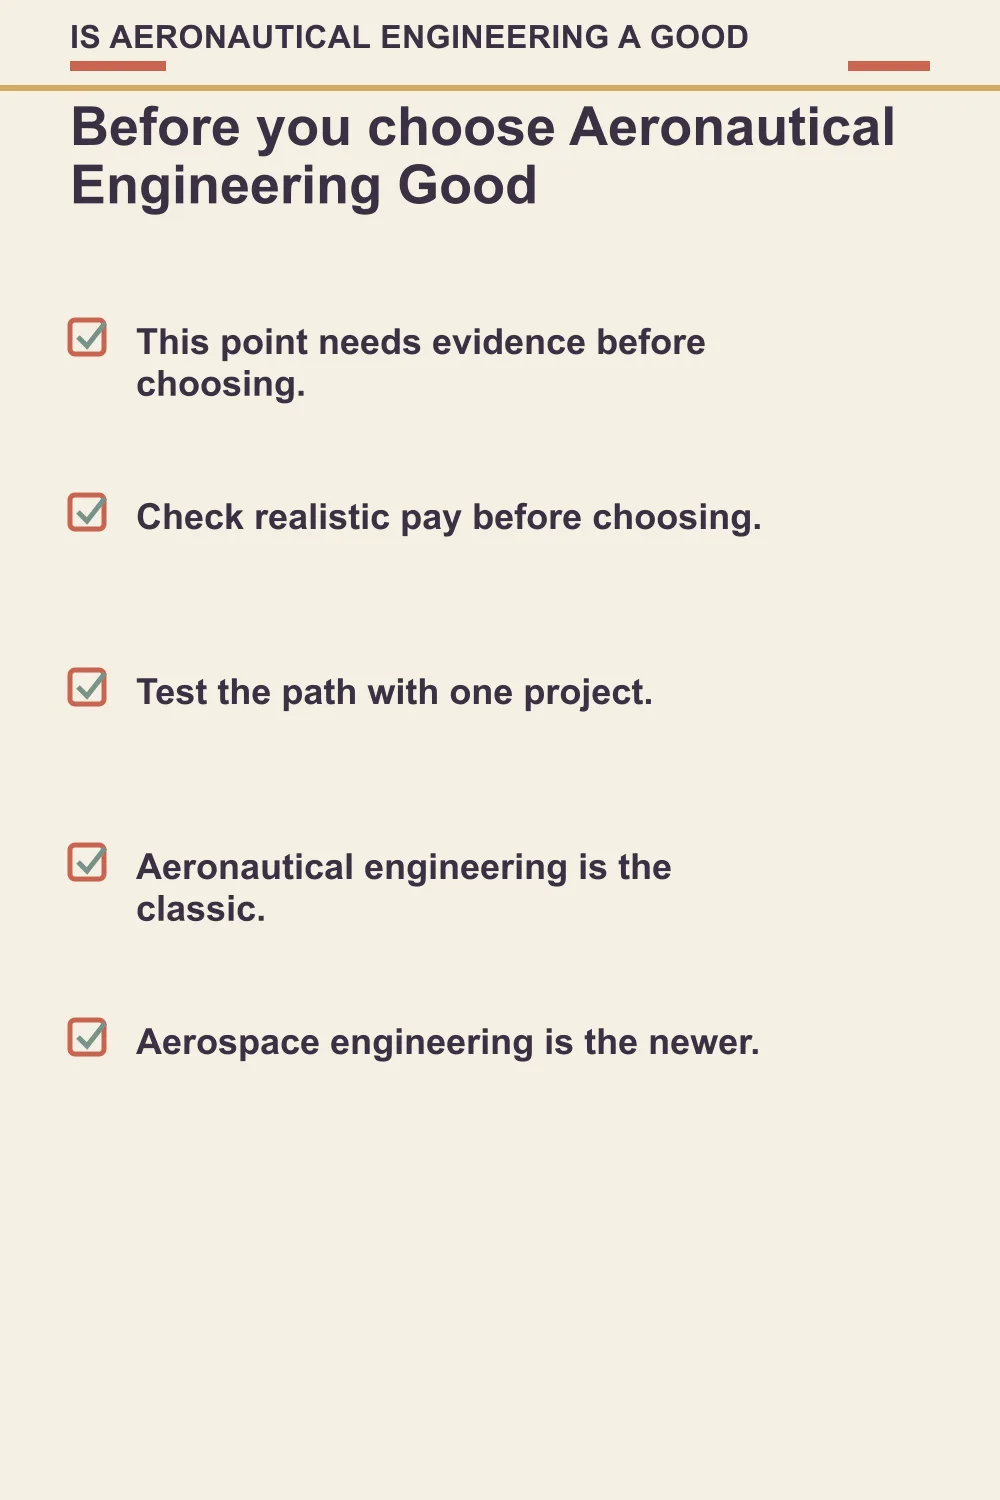 IS AERONAUTICAL ENGINEERING A GOOD
Before you choose Aeronautical
Engineering Good
This point needs evidence before
choosing.
Check realistic pay before choosing.
Test the path with one project.
Aeronautical engineering is the
classic.
Aerospace engineering is the newer.